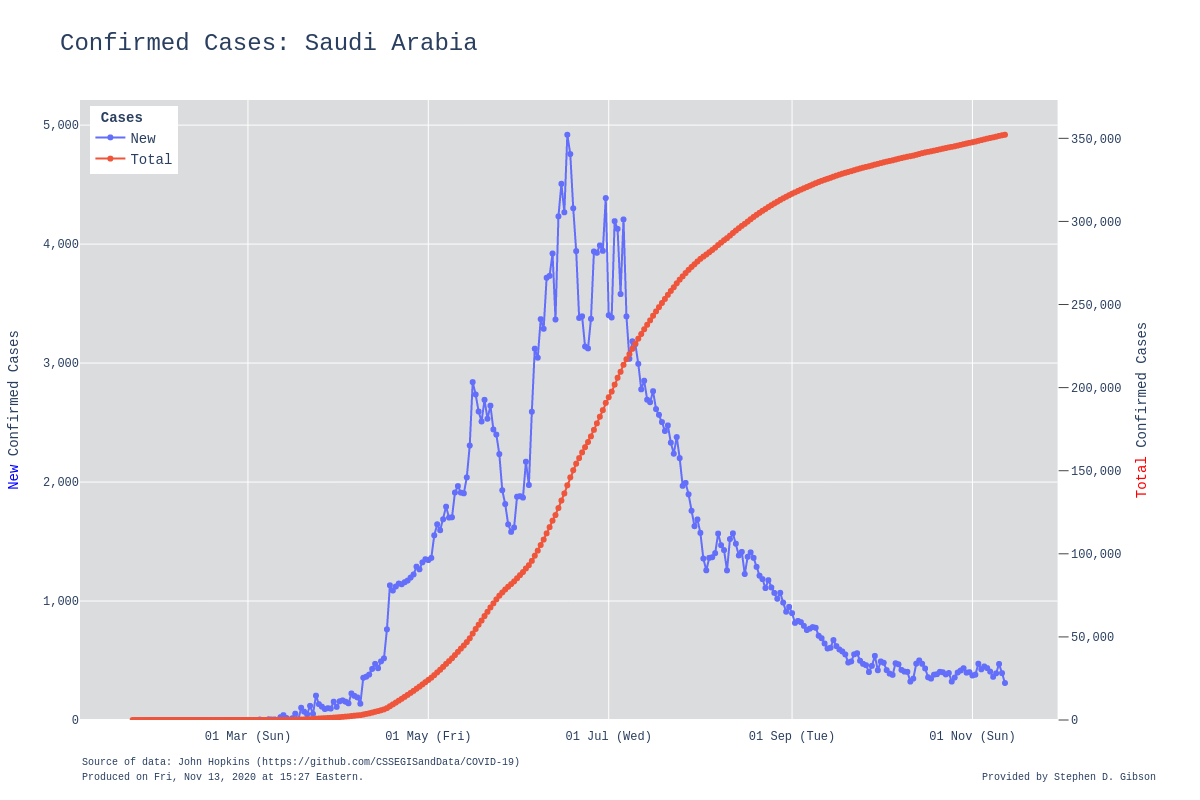 Confirmed Cases: Saudi Arabia
Cases
New
Total
5,000
4,000
3,000
2,000
1,000
0
New Confirmed Cases
350,000
300,000
250,000
200,000
150,000
100,000
50,000
0
Total Confirmed Cases
01 Mar (Sun)
01 May (Fri)
01 Jul (Wed)
01 Sep (Tue)
01 Nov (Sun)
Source of data: John Hopkins (https://github.com/CSSEGISandData/COVID-19)
Produced on Fri, Nov 13, 2020 at 15:27 Eastern.
Provided by Stephen D. Gibson